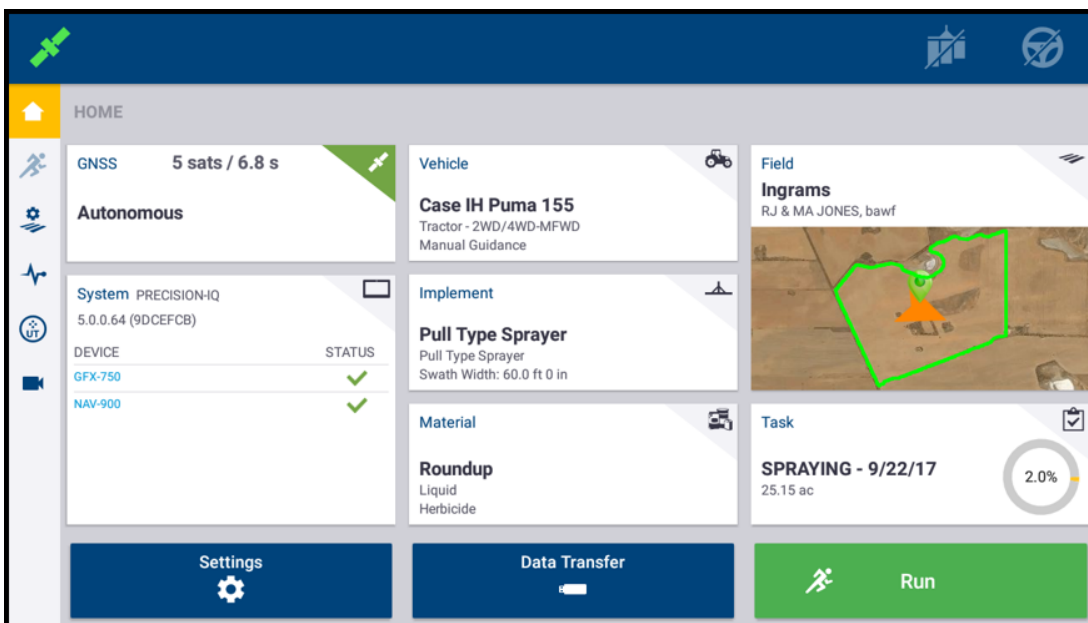 HOME
GNSS 5 sats / 6.8 s
Autonomous
System PRECISION-IQ
5.0.0.64 (9DCEFCB)
DEVICE STATUS
GFX-750
NAV-900
Vehicle
Case IH Puma 155
Tractor - 2WD/4WD-MFWD
Manual Guidance
Implement
Pull Type Sprayer
Pull Type Sprayer
Swath Width: 60.0 ft 0 in
Material
Roundup
Liquid
Herbicide
Field
Ingrams
RJ & MA JONES, bawf
Task
SPRAYING - 9/22/17
25.15 ac
2.0%
UT
Settings
Data Transfer
Run